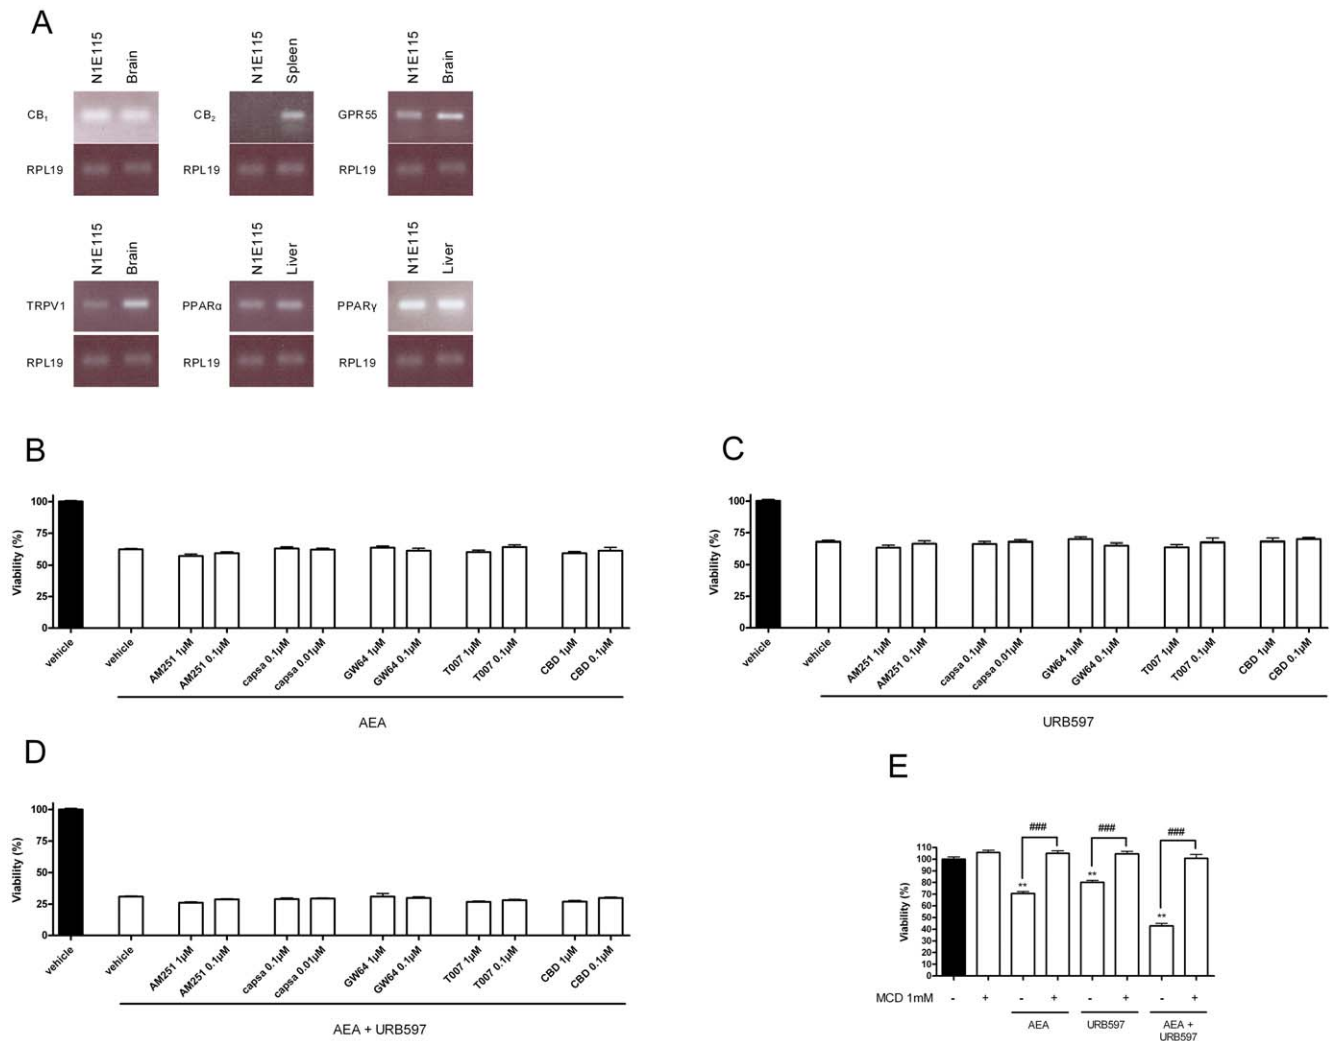 A
N1E115 Brain
N1E115 Spleen
N1E115 Brain
CB₁
CB₂
GPR55
RPL19
RPL19
RPL19
N1E115 Brain
N1E115 Liver
N1E115 Liver
TRPV1
PPARα
PPARγ
RPL19
RPL19
RPL19
B
Viability (%)
100
75
50
25
0
vehicle
vehicle
AM251 1µM
AM251 0.1µM
capsa 0.1µM
capsa 0.01µM
GW64 1µM
GW64 0.1µM
T007 1µM
T007 0.1µM
CBD 1µM
CBD 0.1µM
AEA
C
Viability (%)
100
75
50
25
0
vehicle
vehicle
AM251 1µM
AM251 0.1µM
capsa 0.1µM
capsa 0.01µM
GW64 1µM
GW64 0.1µM
T007 1µM
T007 0.1µM
CBD 1µM
CBD 0.1µM
URB597
D
Viability (%)
100
75
50
25
0
vehicle
vehicle
AM251 1µM
AM251 0.1µM
capsa 0.1µM
capsa 0.01µM
GW64 1µM
GW64 0.1µM
T007 1µM
T007 0.1µM
CBD 1µM
CBD 0.1µM
AEA + URB597
E
### ### ###
** ** **
Viability (%)
110
100
90
80
70
60
50
40
30
20
10
0
MCD 1mM - + - + - + - +
AEA
URB597
AEA +
URB597